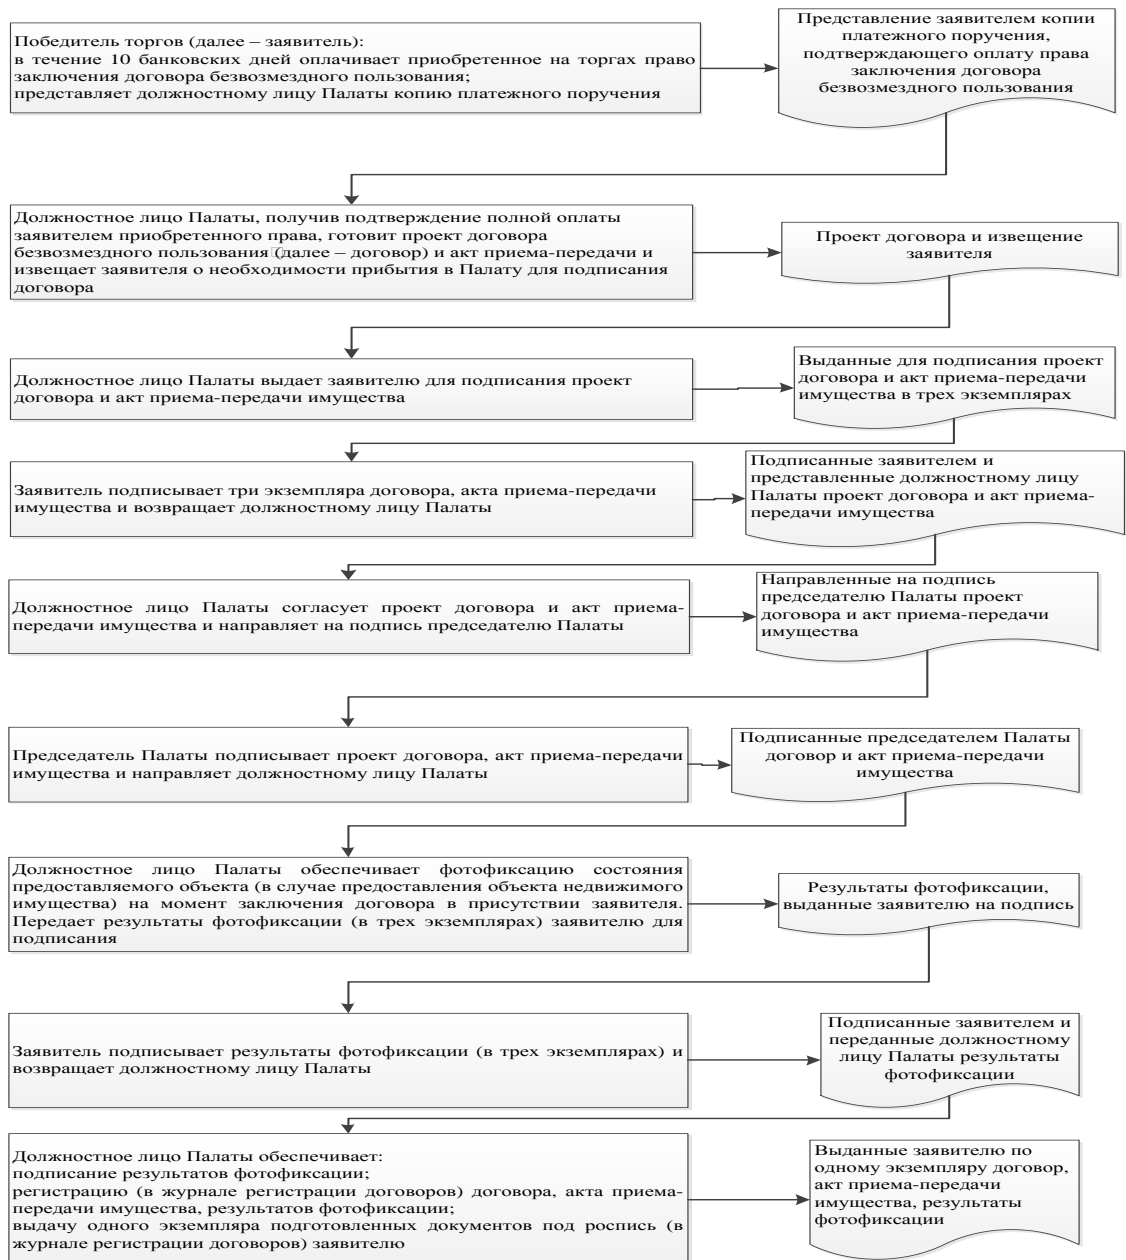 Победитель торгов (далее – заявитель):
в течение 10 банковских дней оплачивает приобретенное на торгах право
заключения договора безвозмездного пользования;
представляет должностному лицу Палаты копию платежного поручения
Представление заявителем копии
платежного поручения,
подтверждающего оплату права
заключения договора
безвозмездного пользования
Должностное лицо Палаты, получив подтверждение полной оплаты
заявителем приобретенного права, готовит проект договора
безвозмездного пользования (далее – договор) и акт приема-передачи и
извещает заявителя о необходимости прибытия в Палату для подписания
договора
Проект договора и извещение
заявителя
Должностное лицо Палаты выдает заявителю для подписания проект
договора и акт приема-передачи имущества
Выданные для подписания проект
договора и акт приема-передачи
имущества в трех экземплярах
Заявитель подписывает три экземпляра договора, акта приема-передачи
имущества и возвращает должностному лицу Палаты
Подписанные заявителем и
представленные должностному лицу
Палаты проект договора и акт приема-
передачи имущества
Должностное лицо Палаты согласует проект договора и акт приема-
передачи имущества и направляет на подпись председателю Палаты
Направленные на подпись
председателю Палаты проект
договора и акт приема-передачи
имущества
Председатель Палаты подписывает проект договора, акт приема-передачи
имущества и направляет должностному лицу Палаты
Подписанные председателем Палаты
договор и акт приема-передачи
имущества
Должностное лицо Палаты обеспечивает фотофиксацию состояния
предоставляемого объекта (в случае предоставления объекта недвижимого
имущества) на момент заключения договора в присутствии заявителя.
Передает результаты фотофиксации (в трех экземплярах) заявителю для
подписания
Результаты фотофиксации,
выданные заявителю на подпись
Заявитель подписывает результаты фотофиксации (в трех экземплярах) и
возвращает должностному лицу Палаты
Подписанные заявителем и
переданные должностному
лицу Палаты результаты
фотофиксации
Должностное лицо Палаты обеспечивает:
подписание результатов фотофиксации;
регистрацию (в журнале регистрации договоров) договора, акта приема-
передачи имущества, результатов фотофиксации;
выдачу одного экземпляра подготовленных документов под роспись (в
журнале регистрации договоров) заявителю
Выданные заявителю по
одному экземпляру договор,
акт приема-передачи
имущества, результаты
фотофиксации